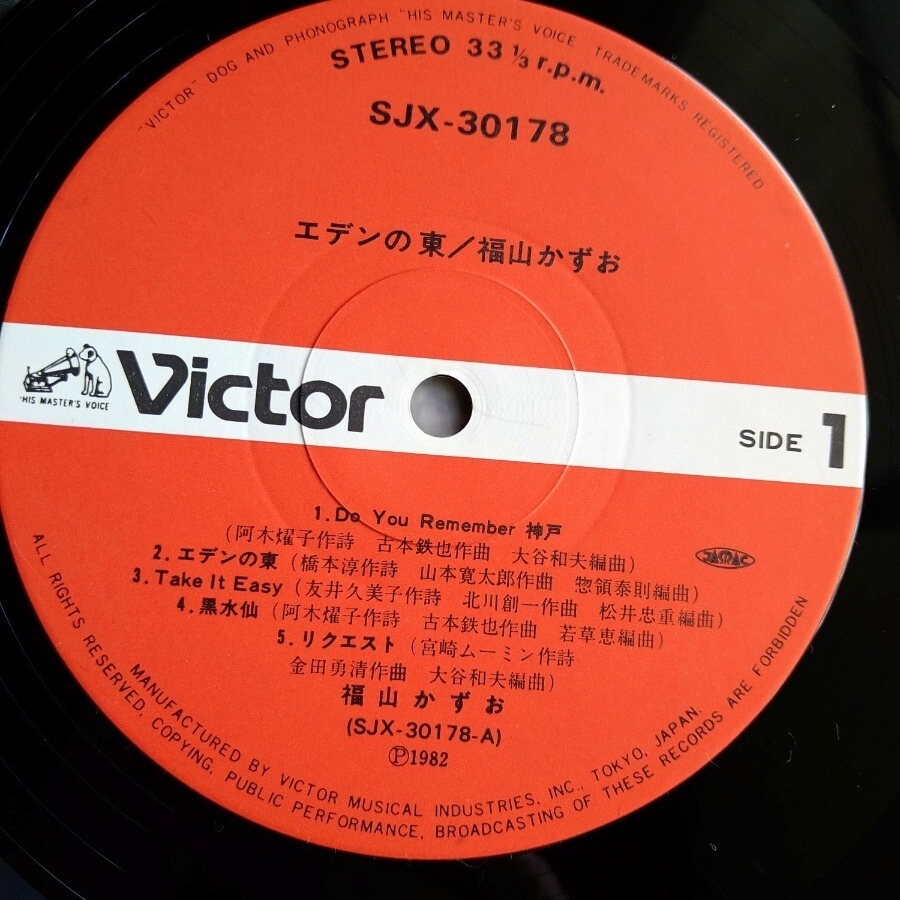 "VICTOR" DOG AND PHONOGRAPH "HIS MASTER'S VOICE" TRADEMARKS REGISTERED
STEREO 33 1/3 r.p.m.
SJX-30178
エデンの東／福山かずお
"HIS MASTER'S VOICE"
Victor
SIDE 1
1.Do You Remember 神戸
(阿木燿子作詩 古本鉄也作曲 大谷和夫編曲)
JASRAC
2.エデンの東 (橋本淳作詩 山本寛太郎作曲 惣領泰則編曲)
3.Take It Easy (友井久美子作詩 北川創一作曲 松井忠重編曲)
4.黒水仙 (阿木燿子作詩 古本鉄也作曲 若草恵編曲)
5.リクエスト (宮崎ムーミン作詩
金田勇清作曲 大谷和夫編曲)
福山かずお
(SJX-30178-A)
Ⓟ1982
MANUFACTURED BY VICTOR MUSICAL INDUSTRIES, INC., TOKYO, JAPAN.
ALL RIGHTS RESERVED. COPYING, PUBLIC PERFORMANCE, BROADCASTING OF THESE RECORDS ARE FORBIDDEN